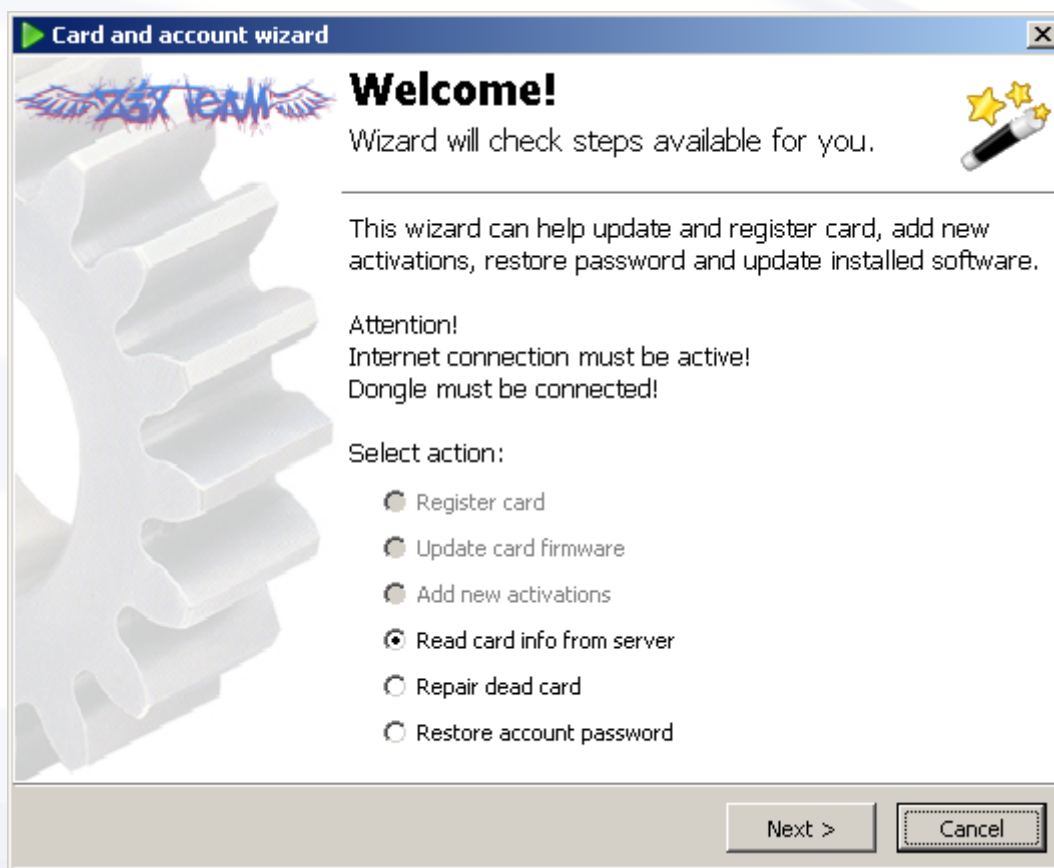 Card and account wizard
Z3X TEAM
Welcome!
Wizard will check steps available for you.
This wizard can help update and register card, add new
activations, restore password and update installed software.
Attention!
Internet connection must be active!
Dongle must be connected!
Select action:
Register card
Update card firmware
Add new activations
Read card info from server
Repair dead card
Restore account password
Next >
Cancel